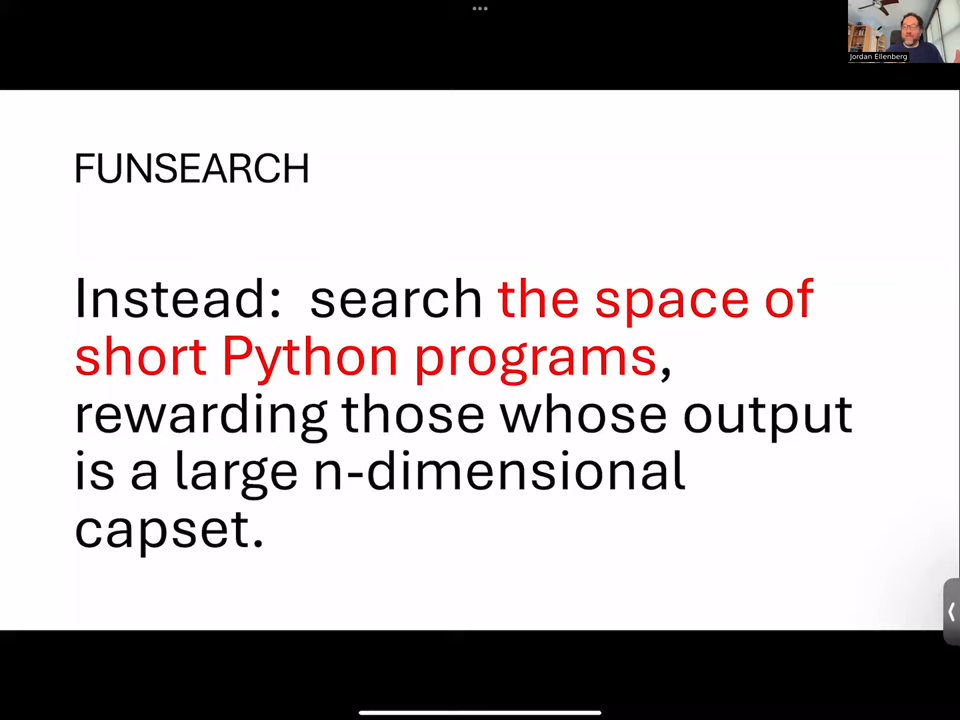 Jordan Ellenberg
FUNSEARCH
Instead: search the space of
short Python programs,
rewarding those whose output
is a large n-dimensional
capset.